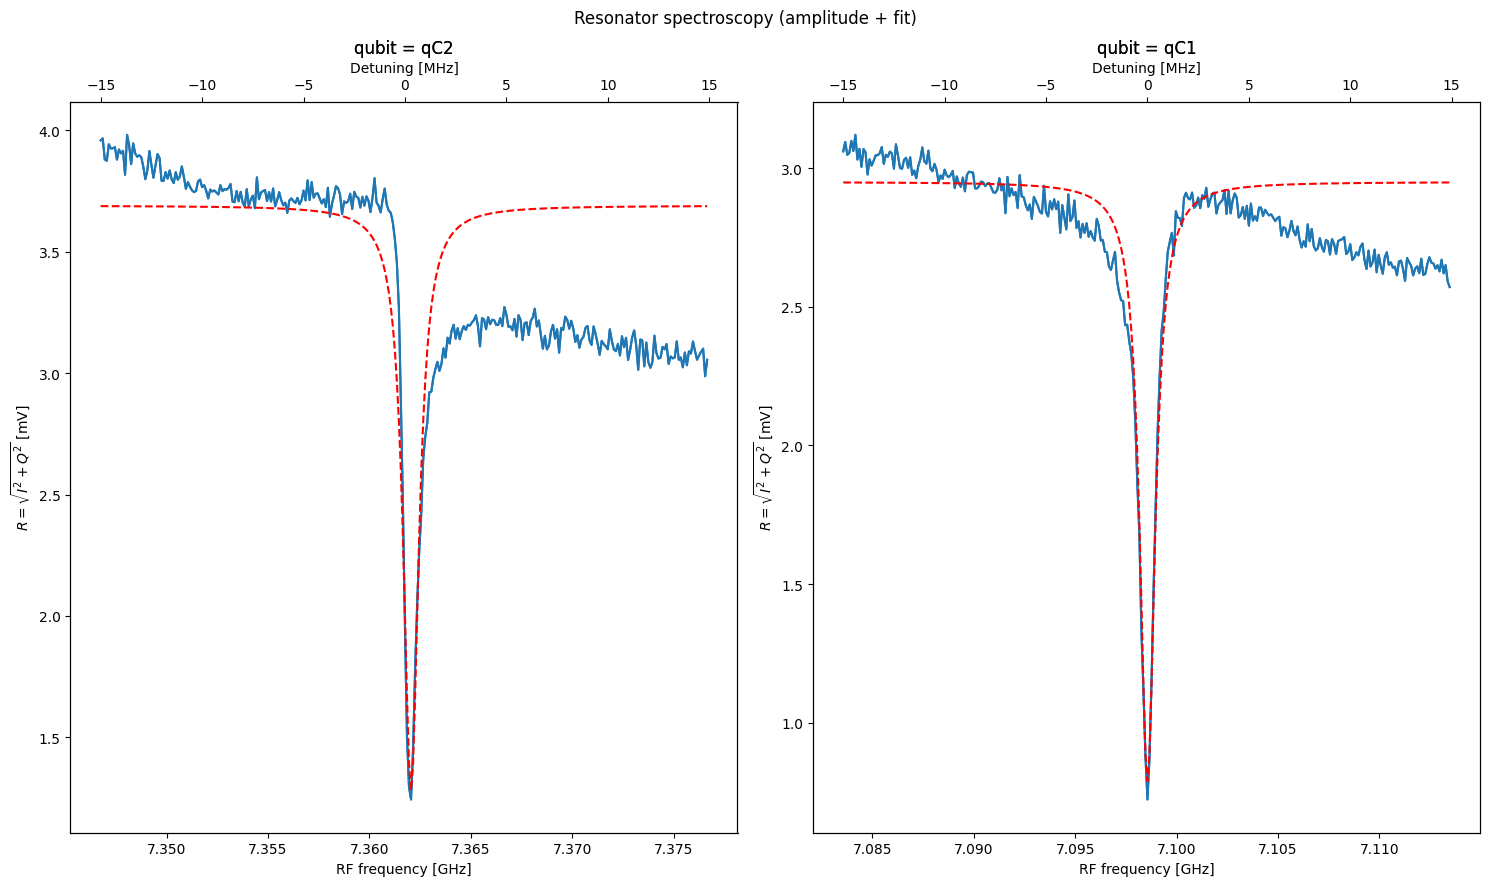 Resonator spectroscopy (amplitude + fit)
qubit = qC2
Detuning [MHz]
−15 −10 −5 0 5 10 15
4.0
3.5
3.0
2.5
2.0
1.5
R = √I² + Q² [mV]
7.350 7.355 7.360 7.365 7.370 7.375
RF frequency [GHz]
qubit = qC1
Detuning [MHz]
−15 −10 −5 0 5 10 15
3.0
2.5
2.0
1.5
1.0
R = √I² + Q² [mV]
7.085 7.090 7.095 7.100 7.105 7.110
RF frequency [GHz]